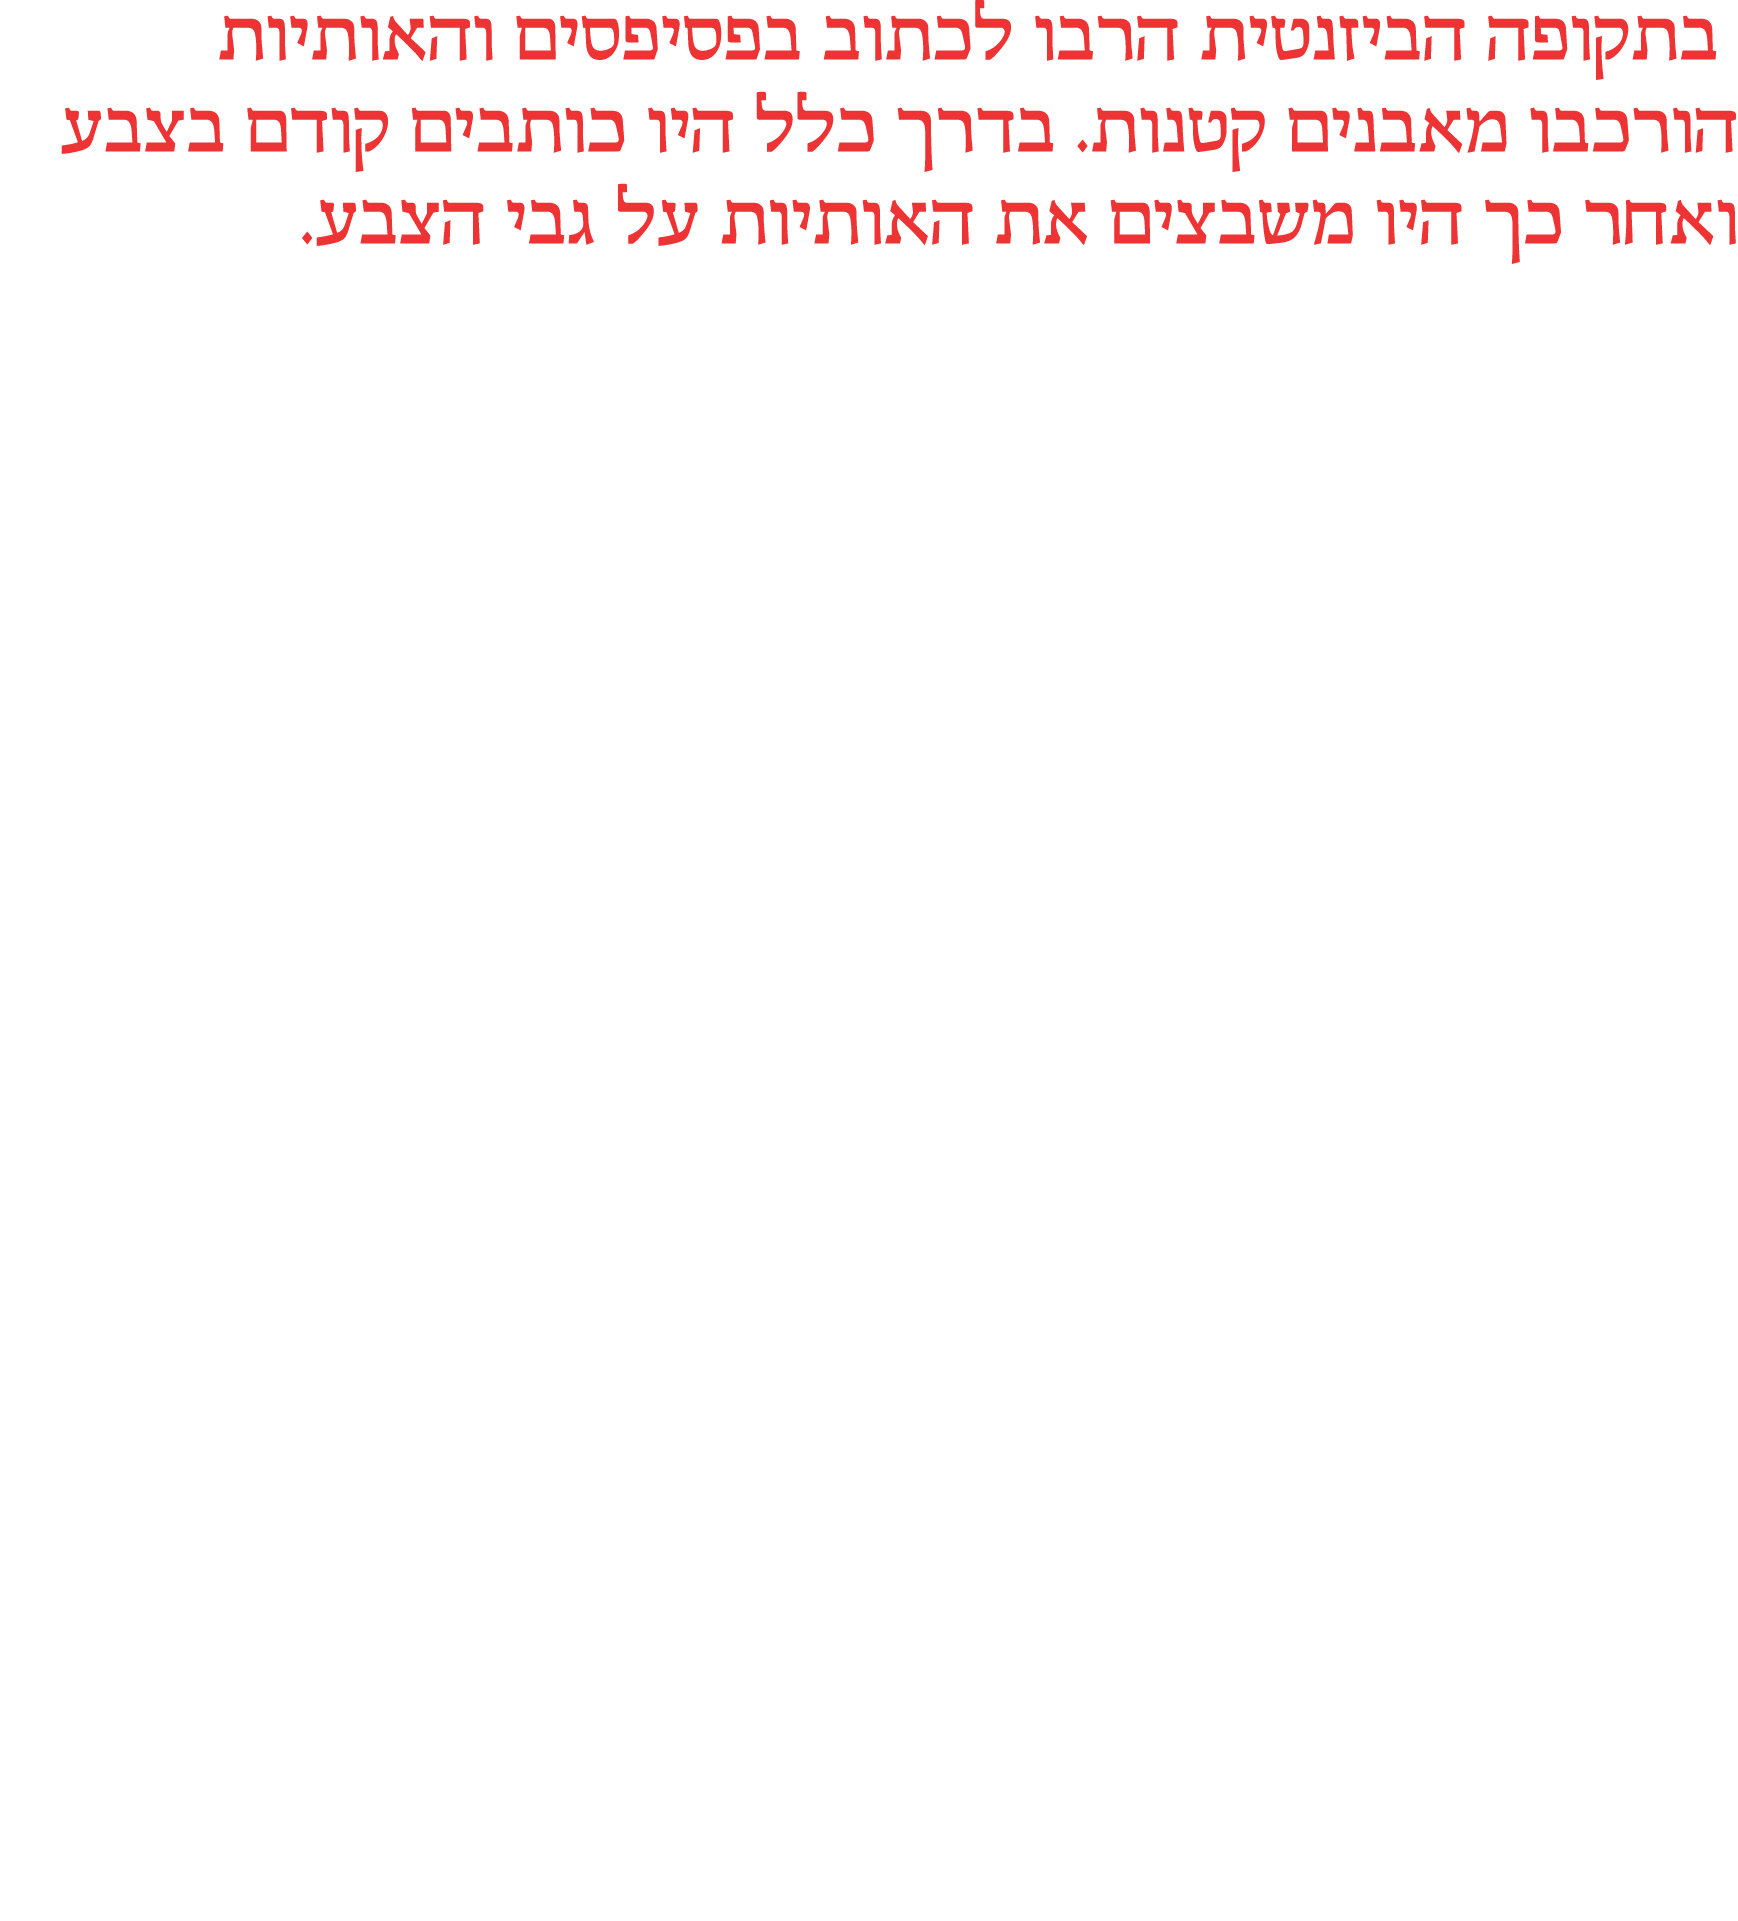 בתקופה הביזנטית הרבו לכתוב בפסיפסים והאותיות
הורכבו מאבנים קטנות. בדרך כלל היו כותבים קודם בצבע
ואחר כך היו משבצים את האותיות על גבי הצבע.